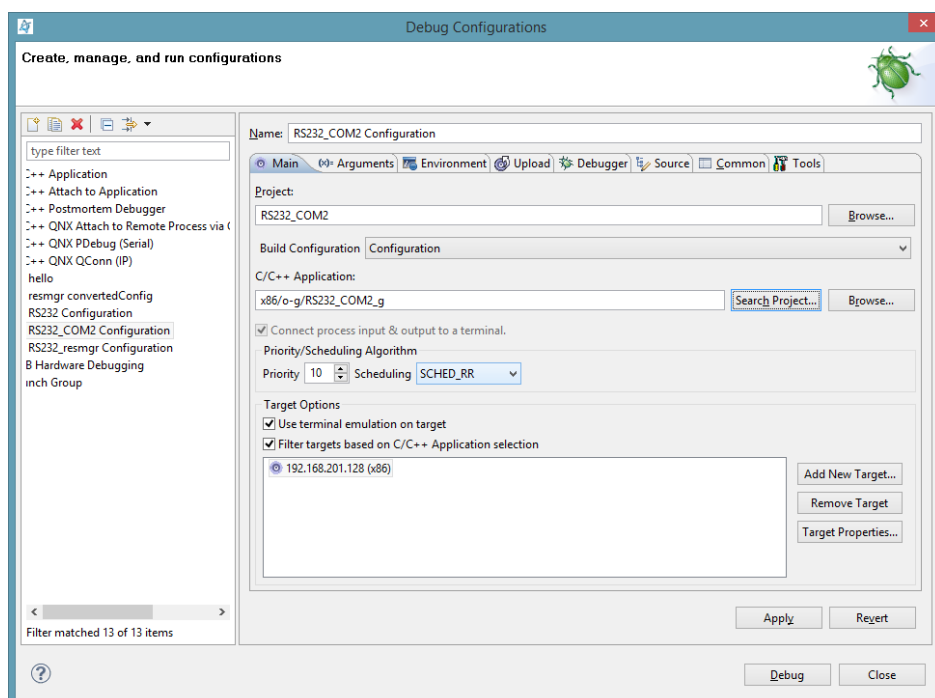 Debug Configurations
Create, manage, and run configurations
type filter text
C++ Application
C++ Attach to Application
C++ Postmortem Debugger
C++ QNX Attach to Remote Process via
C++ QNX PDebug (Serial)
C++ QNX QConn (IP)
hello
resmgr convertedConfig
RS232 Configuration
RS232_COM2 Configuration
RS232_resmgr Configuration
B Hardware Debugging
unch Group
Filter matched 13 of 13 items
Name: RS232_COM2 Configuration
Main (x)= Arguments Environment Upload Debugger Source Common Tools
Project:
RS232_COM2 Browse...
Build Configuration Configuration
C/C++ Application:
x86/o-g/RS232_COM2_g Search Project... Browse...
Connect process input & output to a terminal.
Priority/Scheduling Algorithm
Priority 10 Scheduling SCHED_RR
Target Options
Use terminal emulation on target
Filter targets based on C/C++ Application selection
192.168.201.128 (x86)
Add New Target...
Remove Target
Target Properties...
Apply Revert
? Debug Close